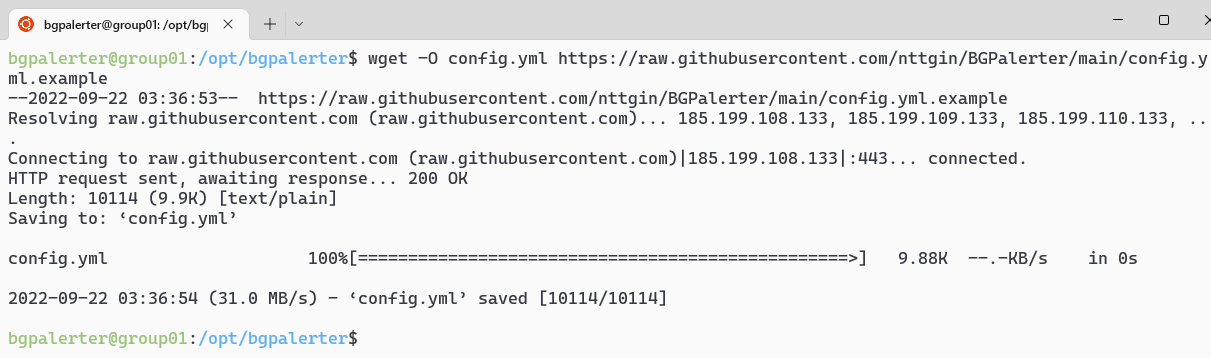 bgpalerter@group01: /opt/bgp
bgpalerter@group01:/opt/bgpalerter$ wget -O config.yml https://raw.githubusercontent.com/nttgin/BGPalerter/main/config.y
ml.example
--2022-09-22 03:36:53--  https://raw.githubusercontent.com/nttgin/BGPalerter/main/config.yml.example
Resolving raw.githubusercontent.com (raw.githubusercontent.com)... 185.199.108.133, 185.199.109.133, 185.199.110.133, ..
.
Connecting to raw.githubusercontent.com (raw.githubusercontent.com)|185.199.108.133|:443... connected.
HTTP request sent, awaiting response... 200 OK
Length: 10114 (9.9K) [text/plain]
Saving to: ‘config.yml’
config.yml                    100%[=================================================>]   9.88K  --.-KB/s    in 0s
2022-09-22 03:36:54 (31.0 MB/s) - ‘config.yml’ saved [10114/10114]
bgpalerter@group01:/opt/bgpalerter$